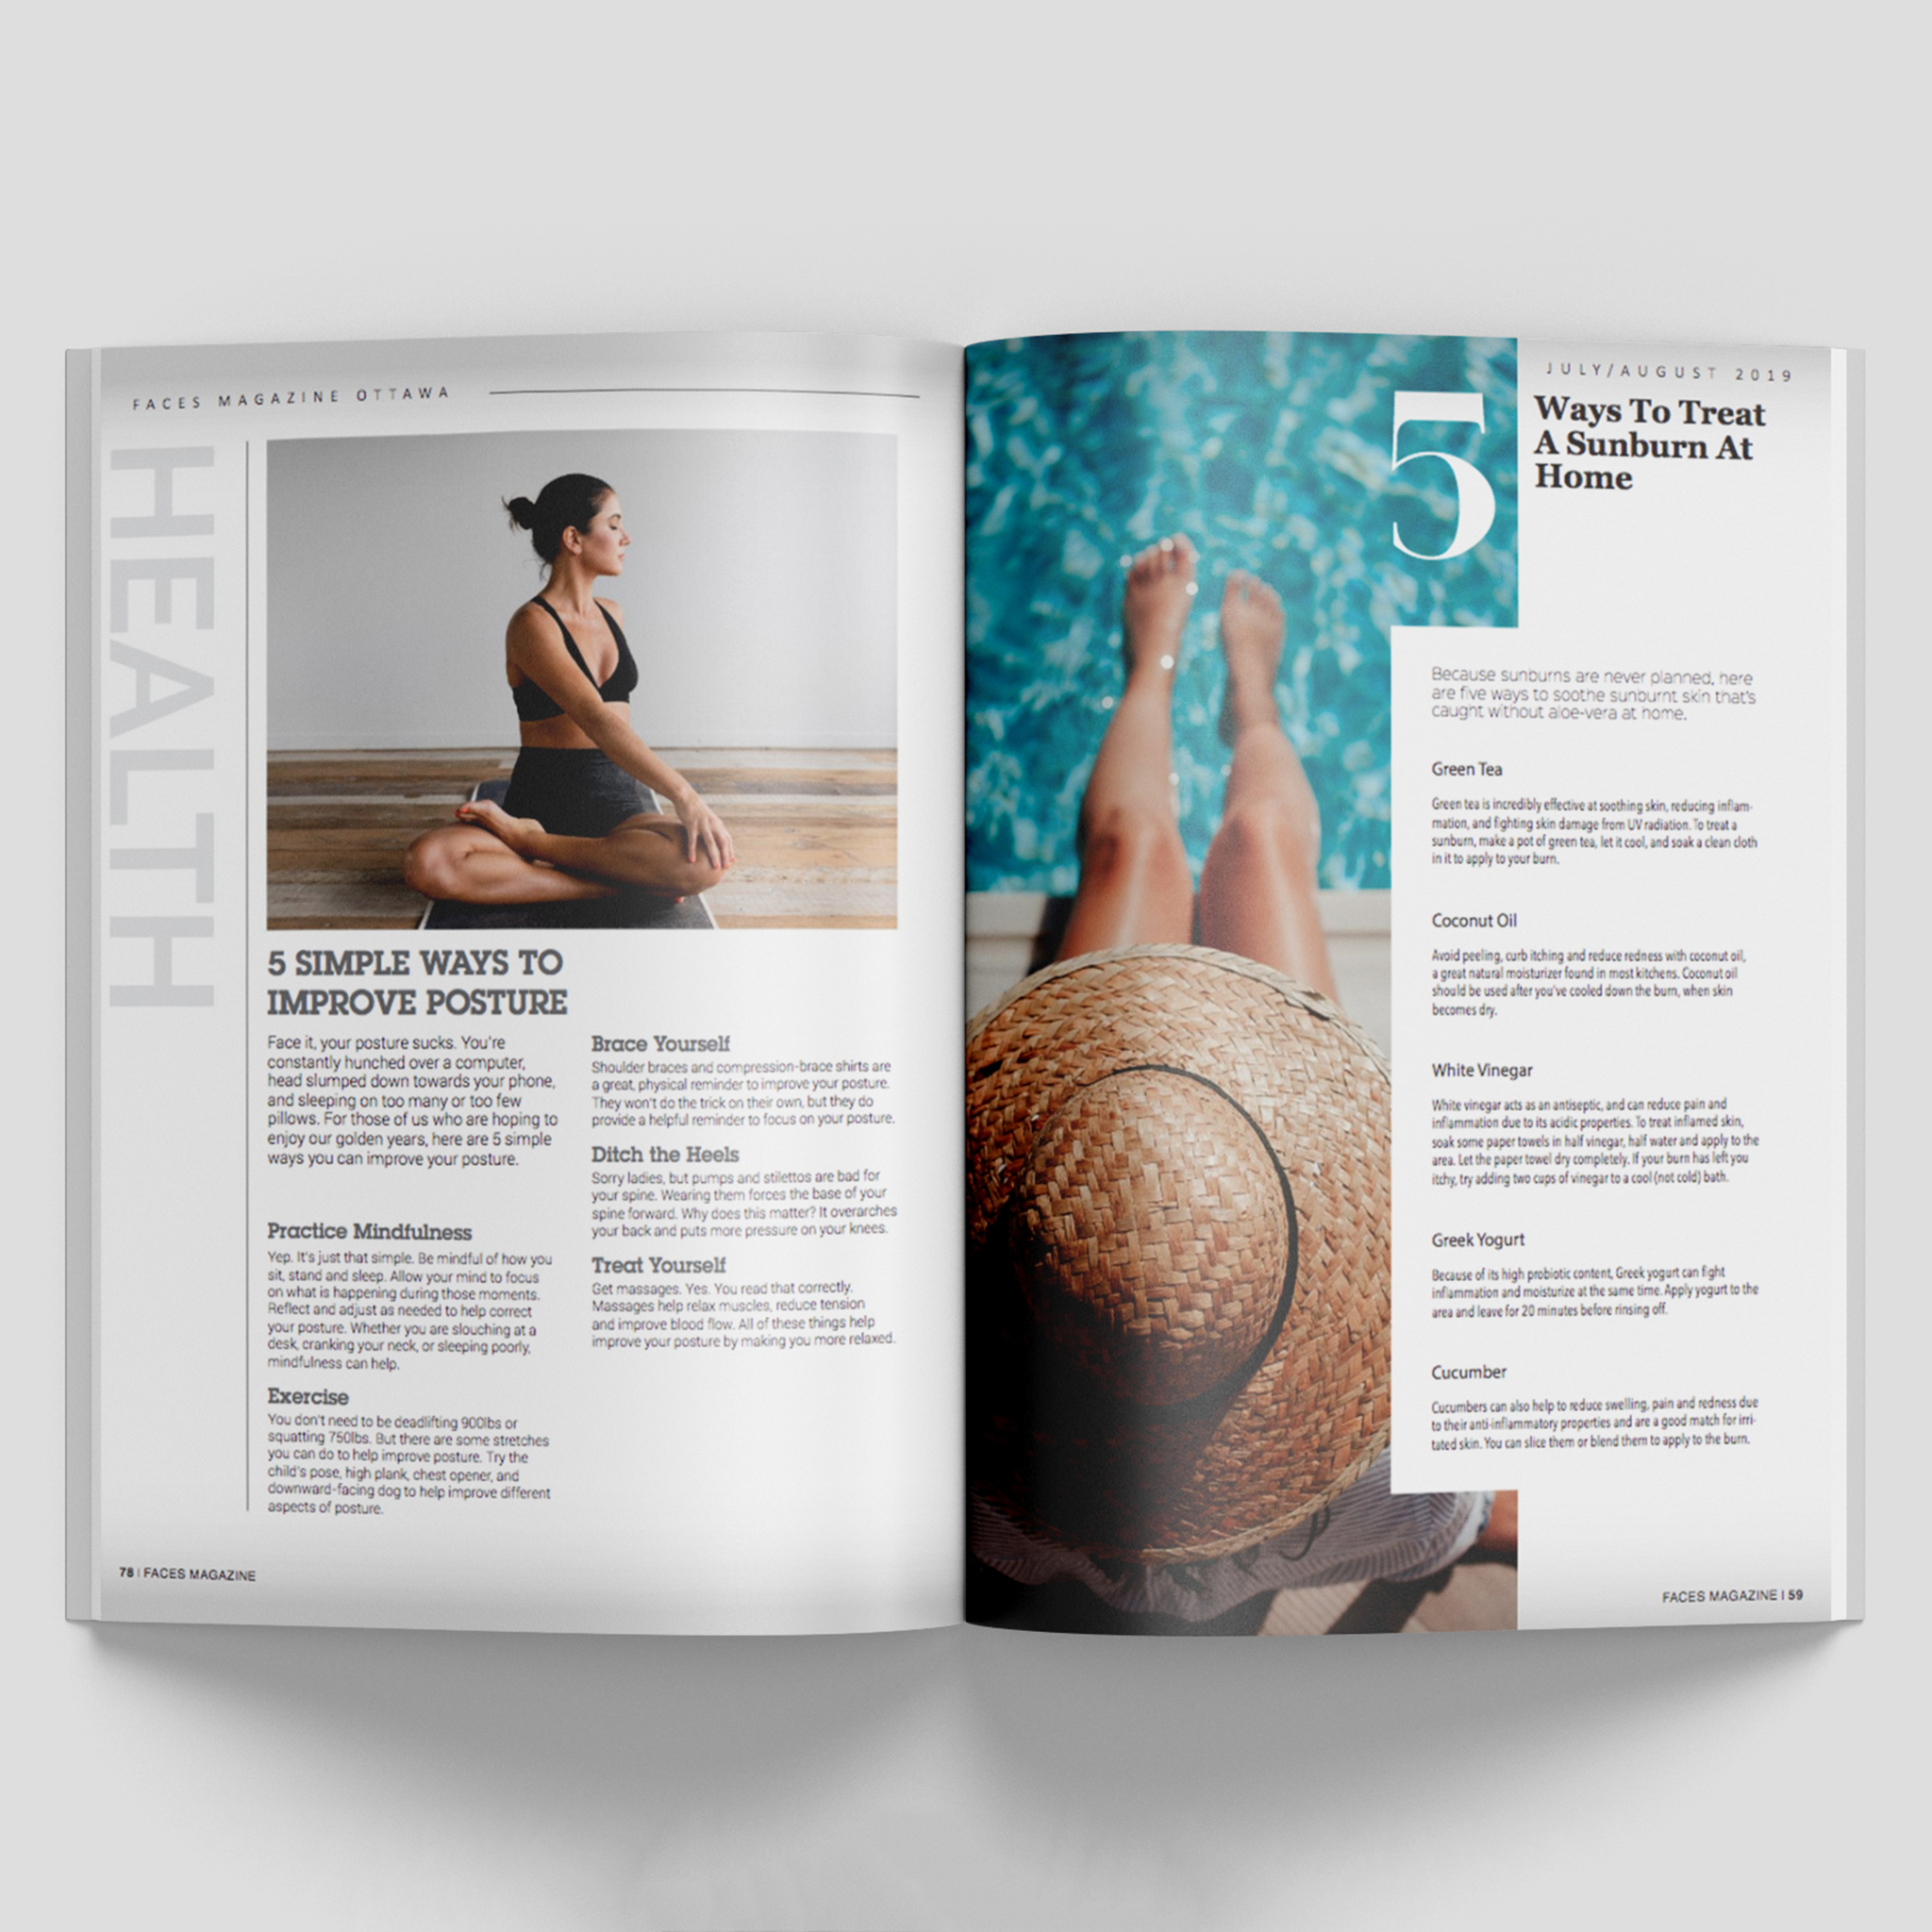 FACES MAGAZINE OTTAWA
HEALTH
5 SIMPLE WAYS TO
IMPROVE POSTURE
Face it, your posture sucks. You're
constantly hunched over a computer,
head slumped down towards your phone,
and sleeping on too many or too few
pillows. For those of us who are hoping to
enjoy our golden years, here are 5 simple
ways you can improve your posture.
Practice Mindfulness
Yep. It's just that simple. Be mindful of how you
sit, stand and sleep. Allow your mind to focus
on what is happening during those moments.
Reflect and adjust as needed to help correct
your posture. Whether you are slouching at a
desk, cranking your neck, or sleeping poorly,
mindfulness can help.
Exercise
You don't need to be deadlifting 900lbs or
squatting 750lbs. But there are some stretches
you can do to help improve posture. Try the
child's pose, high plank, chest opener, and
downward-facing dog to help improve different
aspects of posture.
Brace Yourself
Shoulder braces and compression-brace shirts are
a great, physical reminder to improve your posture.
They won't do the trick on their own, but they do
provide a helpful reminder to focus on your posture.
Ditch the Heels
Sorry ladies, but pumps and stilettos are bad for
your spine. Wearing them forces the base of your
spine forward. Why does this matter? It overarches
your back and puts more pressure on your knees.
Treat Yourself
Get massages. Yes. You read that correctly.
Massages help relax muscles, reduce tension
and improve blood flow. All of these things help
improve your posture by making you more relaxed.
78 | FACES MAGAZINE
JULY/AUGUST 2019
5
Ways To Treat
A Sunburn At
Home
Because sunburns are never planned, here
are five ways to soothe sunburnt skin that's
caught without aloe-vera at home.
Green Tea
Green tea is incredibly effective at soothing skin, reducing inflam-
mation, and fighting skin damage from UV radiation. To treat a
sunburn, make a pot of green tea, let it cool, and soak a clean cloth
in it to apply to your burn.
Coconut Oil
Avoid peeling, curb itching and reduce redness with coconut oil,
a great natural moisturizer found in most kitchens. Coconut oil
should be used after you've cooled down the burn, when skin
becomes dry.
White Vinegar
White vinegar acts as an antiseptic, and can reduce pain and
inflammation due to its acidic properties. To treat inflamed skin,
soak some paper towels in half vinegar, half water and apply to the
area. Let the paper towel dry completely. If your burn has left you
itchy, try adding two cups of vinegar to a cool (not cold) bath.
Greek Yogurt
Because of its high probiotic content, Greek yogurt can fight
inflammation and moisturize at the same time. Apply yogurt to the
area and leave for 20 minutes before rinsing off.
Cucumber
Cucumbers can also help to reduce swelling, pain and redness due
to their anti-inflammatory properties and are a good match for irri-
tated skin. You can slice them or blend them to apply to the burn.
FACES MAGAZINE | 59